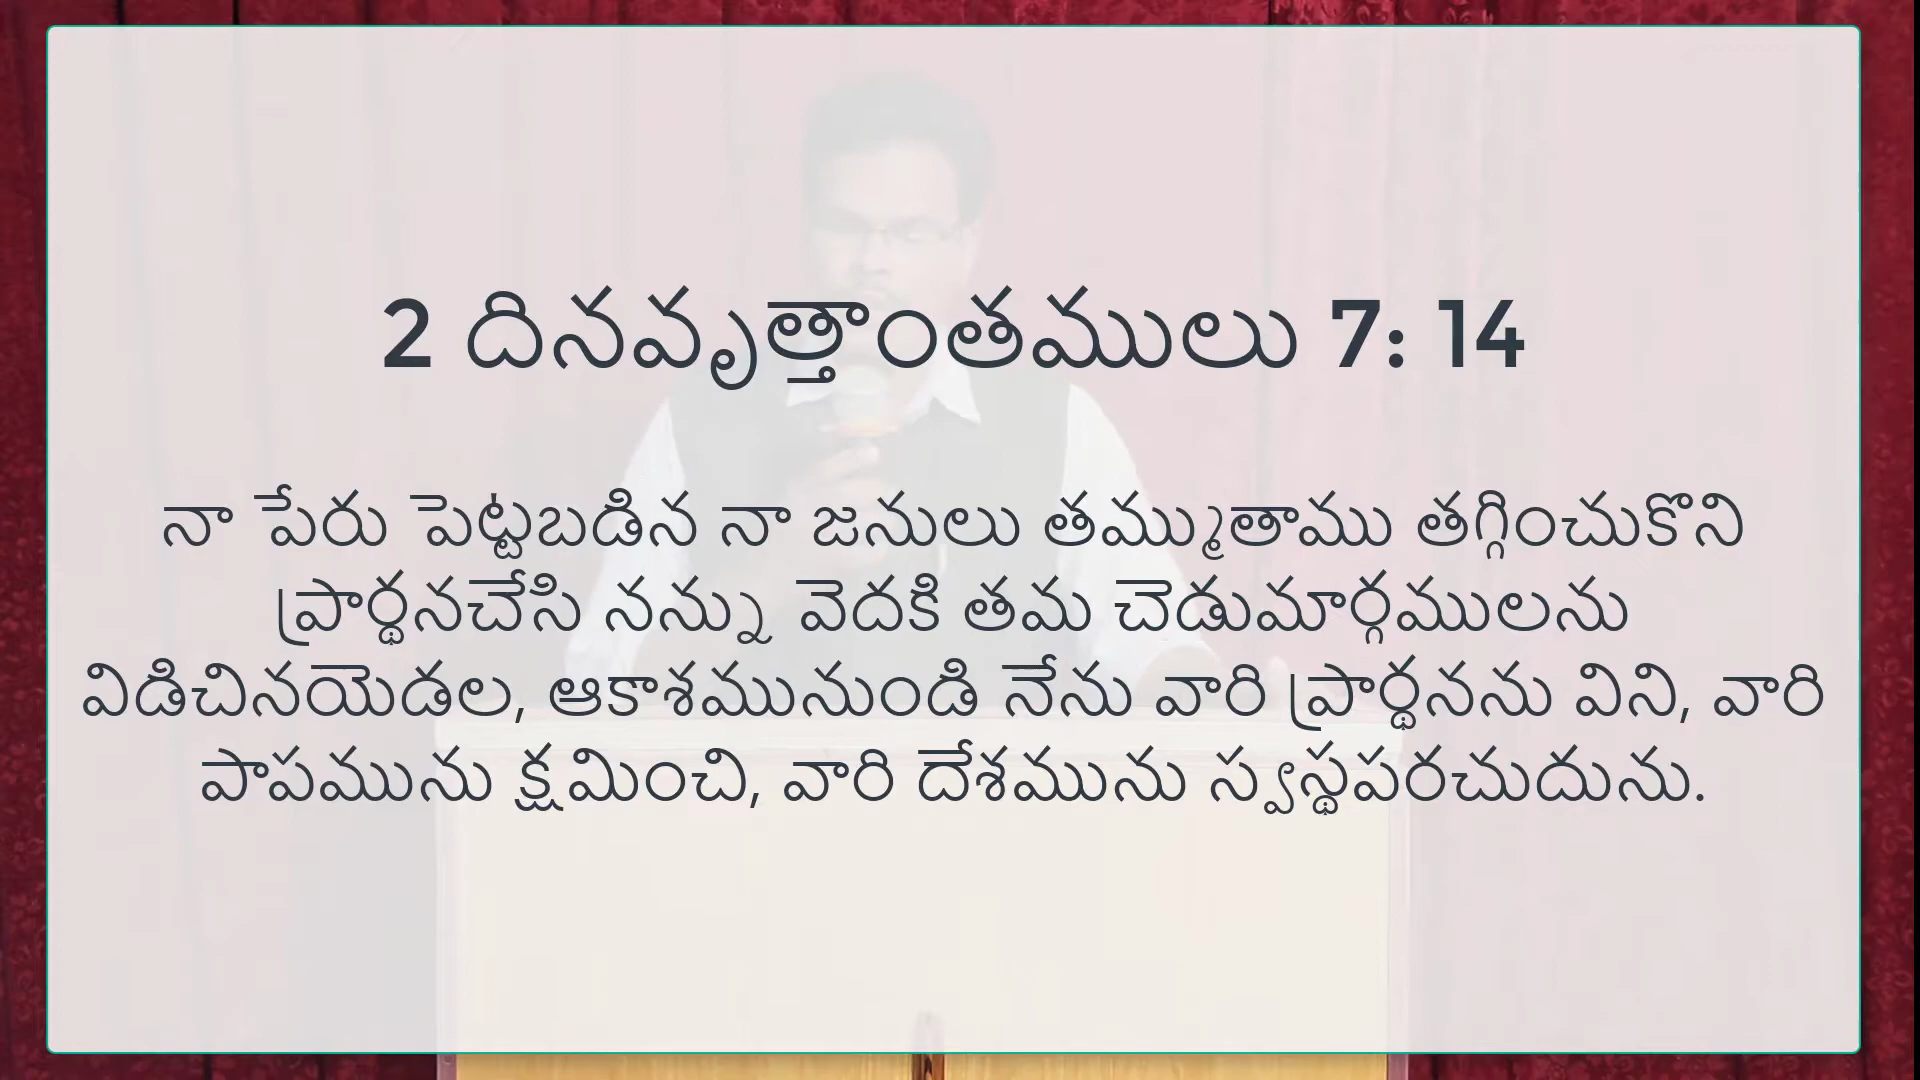 2 దినవృత్తాంతములు 7: 14
నా పేరు పెట్టబడిన నా జనులు తమ్ముతాము తగ్గించుకొని
ప్రార్థనచేసి నన్ను వెదకి తమ చెడుమార్గములను
విడిచినయెడల, ఆకాశమునుండి నేను వారి ప్రార్థనను విని, వారి
పాపమును క్షమించి, వారి దేశమును స్వస్థపరచుదును.